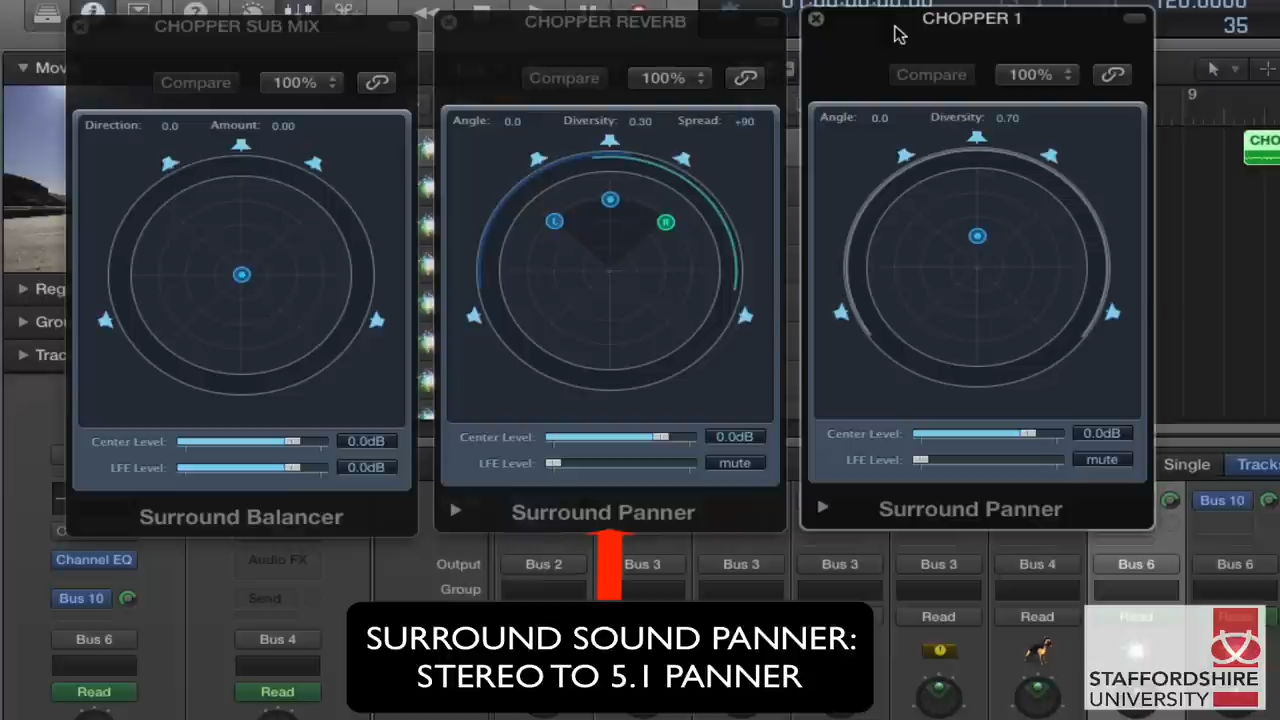 CHOPPER SUB MIX
Compare
100%
Direction: 0.0 Amount: 0.00
Center Level: 0.0dB
LFE Level: 0.0dB
Surround Balancer
CHOPPER REVERB
Compare
100%
Angle: 0.0 Diversity: 0.30 Spread: +90
L
R
Center Level: 0.0dB
LFE Level: mute
Surround Panner
CHOPPER 1
Compare
100%
Angle: 0.0 Diversity: 0.70
Center Level: 0.0dB
LFE Level: mute
Surround Panner
35
Mov
9
CHO
Reg
Gro
Trac
Single Tracks
Bus 10
Channel EQ
Audio FX
Bus 10
Send
Bus 6
Bus 4
Read
Read
Output
Bus 2
Bus 3
Bus 3
Bus 3
Bus 3
Bus 4
Bus 6
Bus 6
Group
Read
Read
SURROUND SOUND PANNER:
STEREO TO 5.1 PANNER
STAFFORDSHIRE
UNIVERSITY